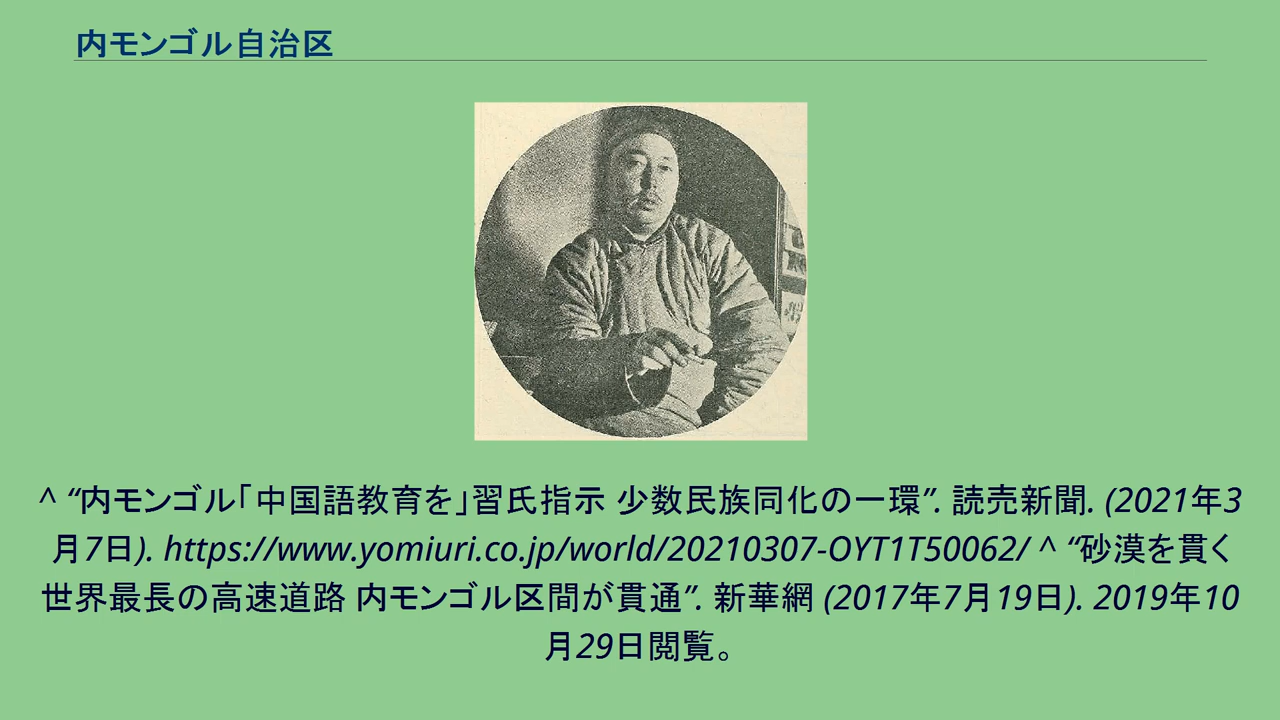 内モンゴル自治区
^ “内モンゴル「中国語教育を」習氏指示 少数民族同化の一環”. 読売新聞. (2021年3
月7日). https://www.yomiuri.co.jp/world/20210307-OYT1T50062/ ^ “砂漠を貫く
世界最長の高速道路 内モンゴル区間が貫通”. 新華網 (2017年7月19日). 2019年10
月29日閲覧。